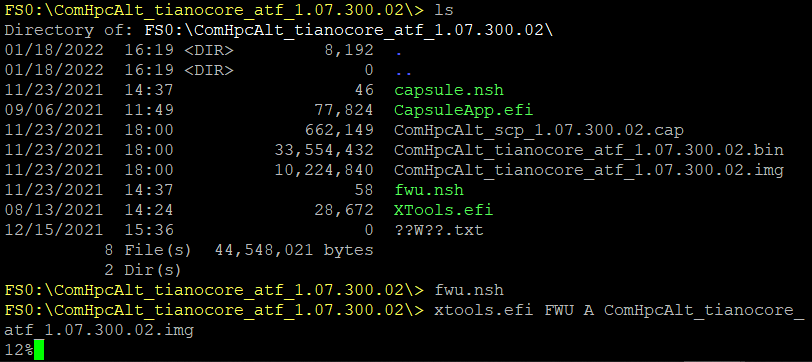 FS0:\ComHpcAlt_tianocore_atf_1.07.300.02\> ls
Directory of: FS0:\ComHpcAlt_tianocore_atf_1.07.300.02\
01/18/2022  16:19 <DIR>         8,192  .
01/18/2022  16:19 <DIR>             0  ..
11/23/2021  14:37                  46  capsule.nsh
09/06/2021  11:49              77,824  CapsuleApp.efi
11/23/2021  18:00             662,149  ComHpcAlt_scp_1.07.300.02.cap
11/23/2021  18:00          33,554,432  ComHpcAlt_tianocore_atf_1.07.300.02.bin
11/23/2021  18:00          10,224,840  ComHpcAlt_tianocore_atf_1.07.300.02.img
11/23/2021  14:37                  58  fwu.nsh
08/13/2021  14:24              28,672  XTools.efi
12/15/2021  15:36                   0  ??W??.txt
8 File(s)  44,548,021 bytes
2 Dir(s)
FS0:\ComHpcAlt_tianocore_atf_1.07.300.02\> fwu.nsh
FS0:\ComHpcAlt_tianocore_atf_1.07.300.02\> xtools.efi FWU A ComHpcAlt_tianocore_
atf_1.07.300.02.img
12%